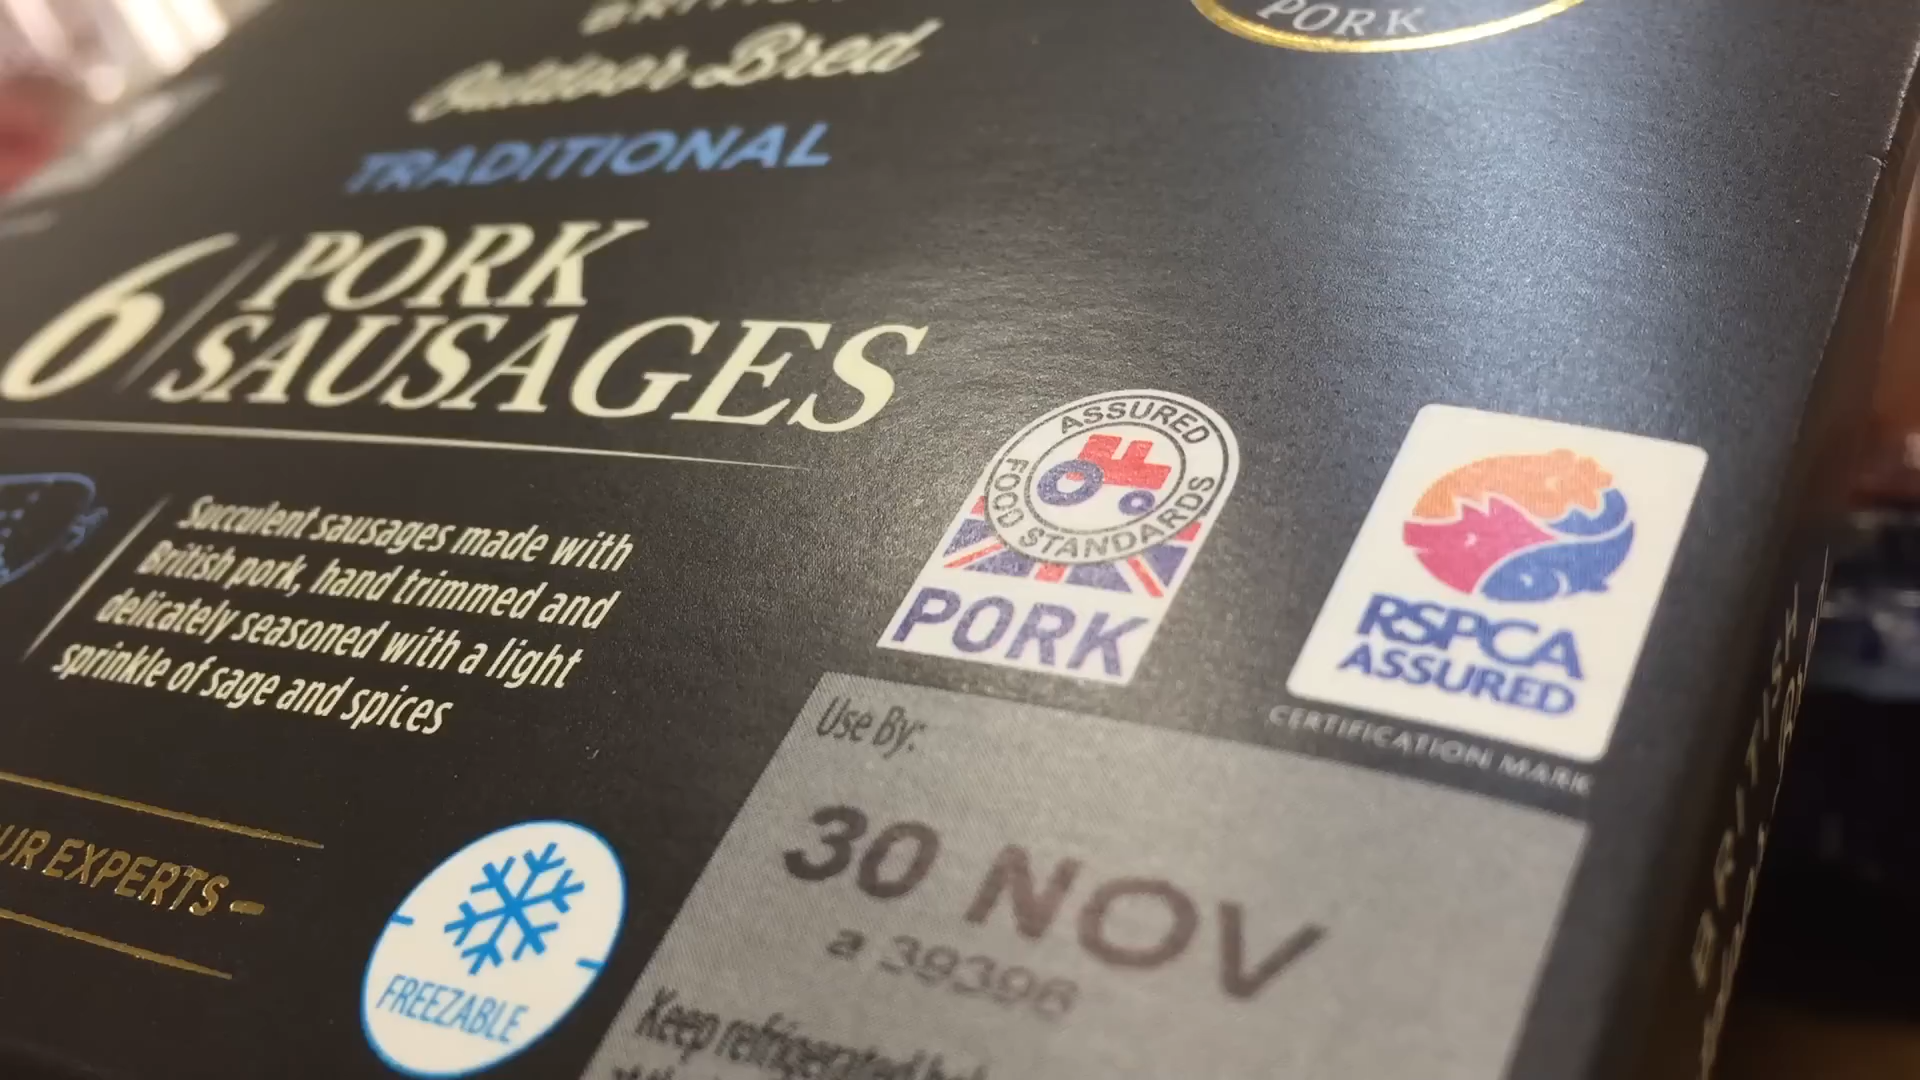 PORK
Outdoor Bred
TRADITIONAL
6 PORK
SAUSAGES
Succulent sausages made with
British pork, hand trimmed and
delicately seasoned with a light
sprinkle of sage and spices
ASSURED
FOOD STANDARDS
PORK
RSPCA
ASSURED
CERTIFICATION MARK
Use By:
30 NOV
a 39396
Keep refrigerated
UR EXPERTS -
FREEZABLE
BRITISH